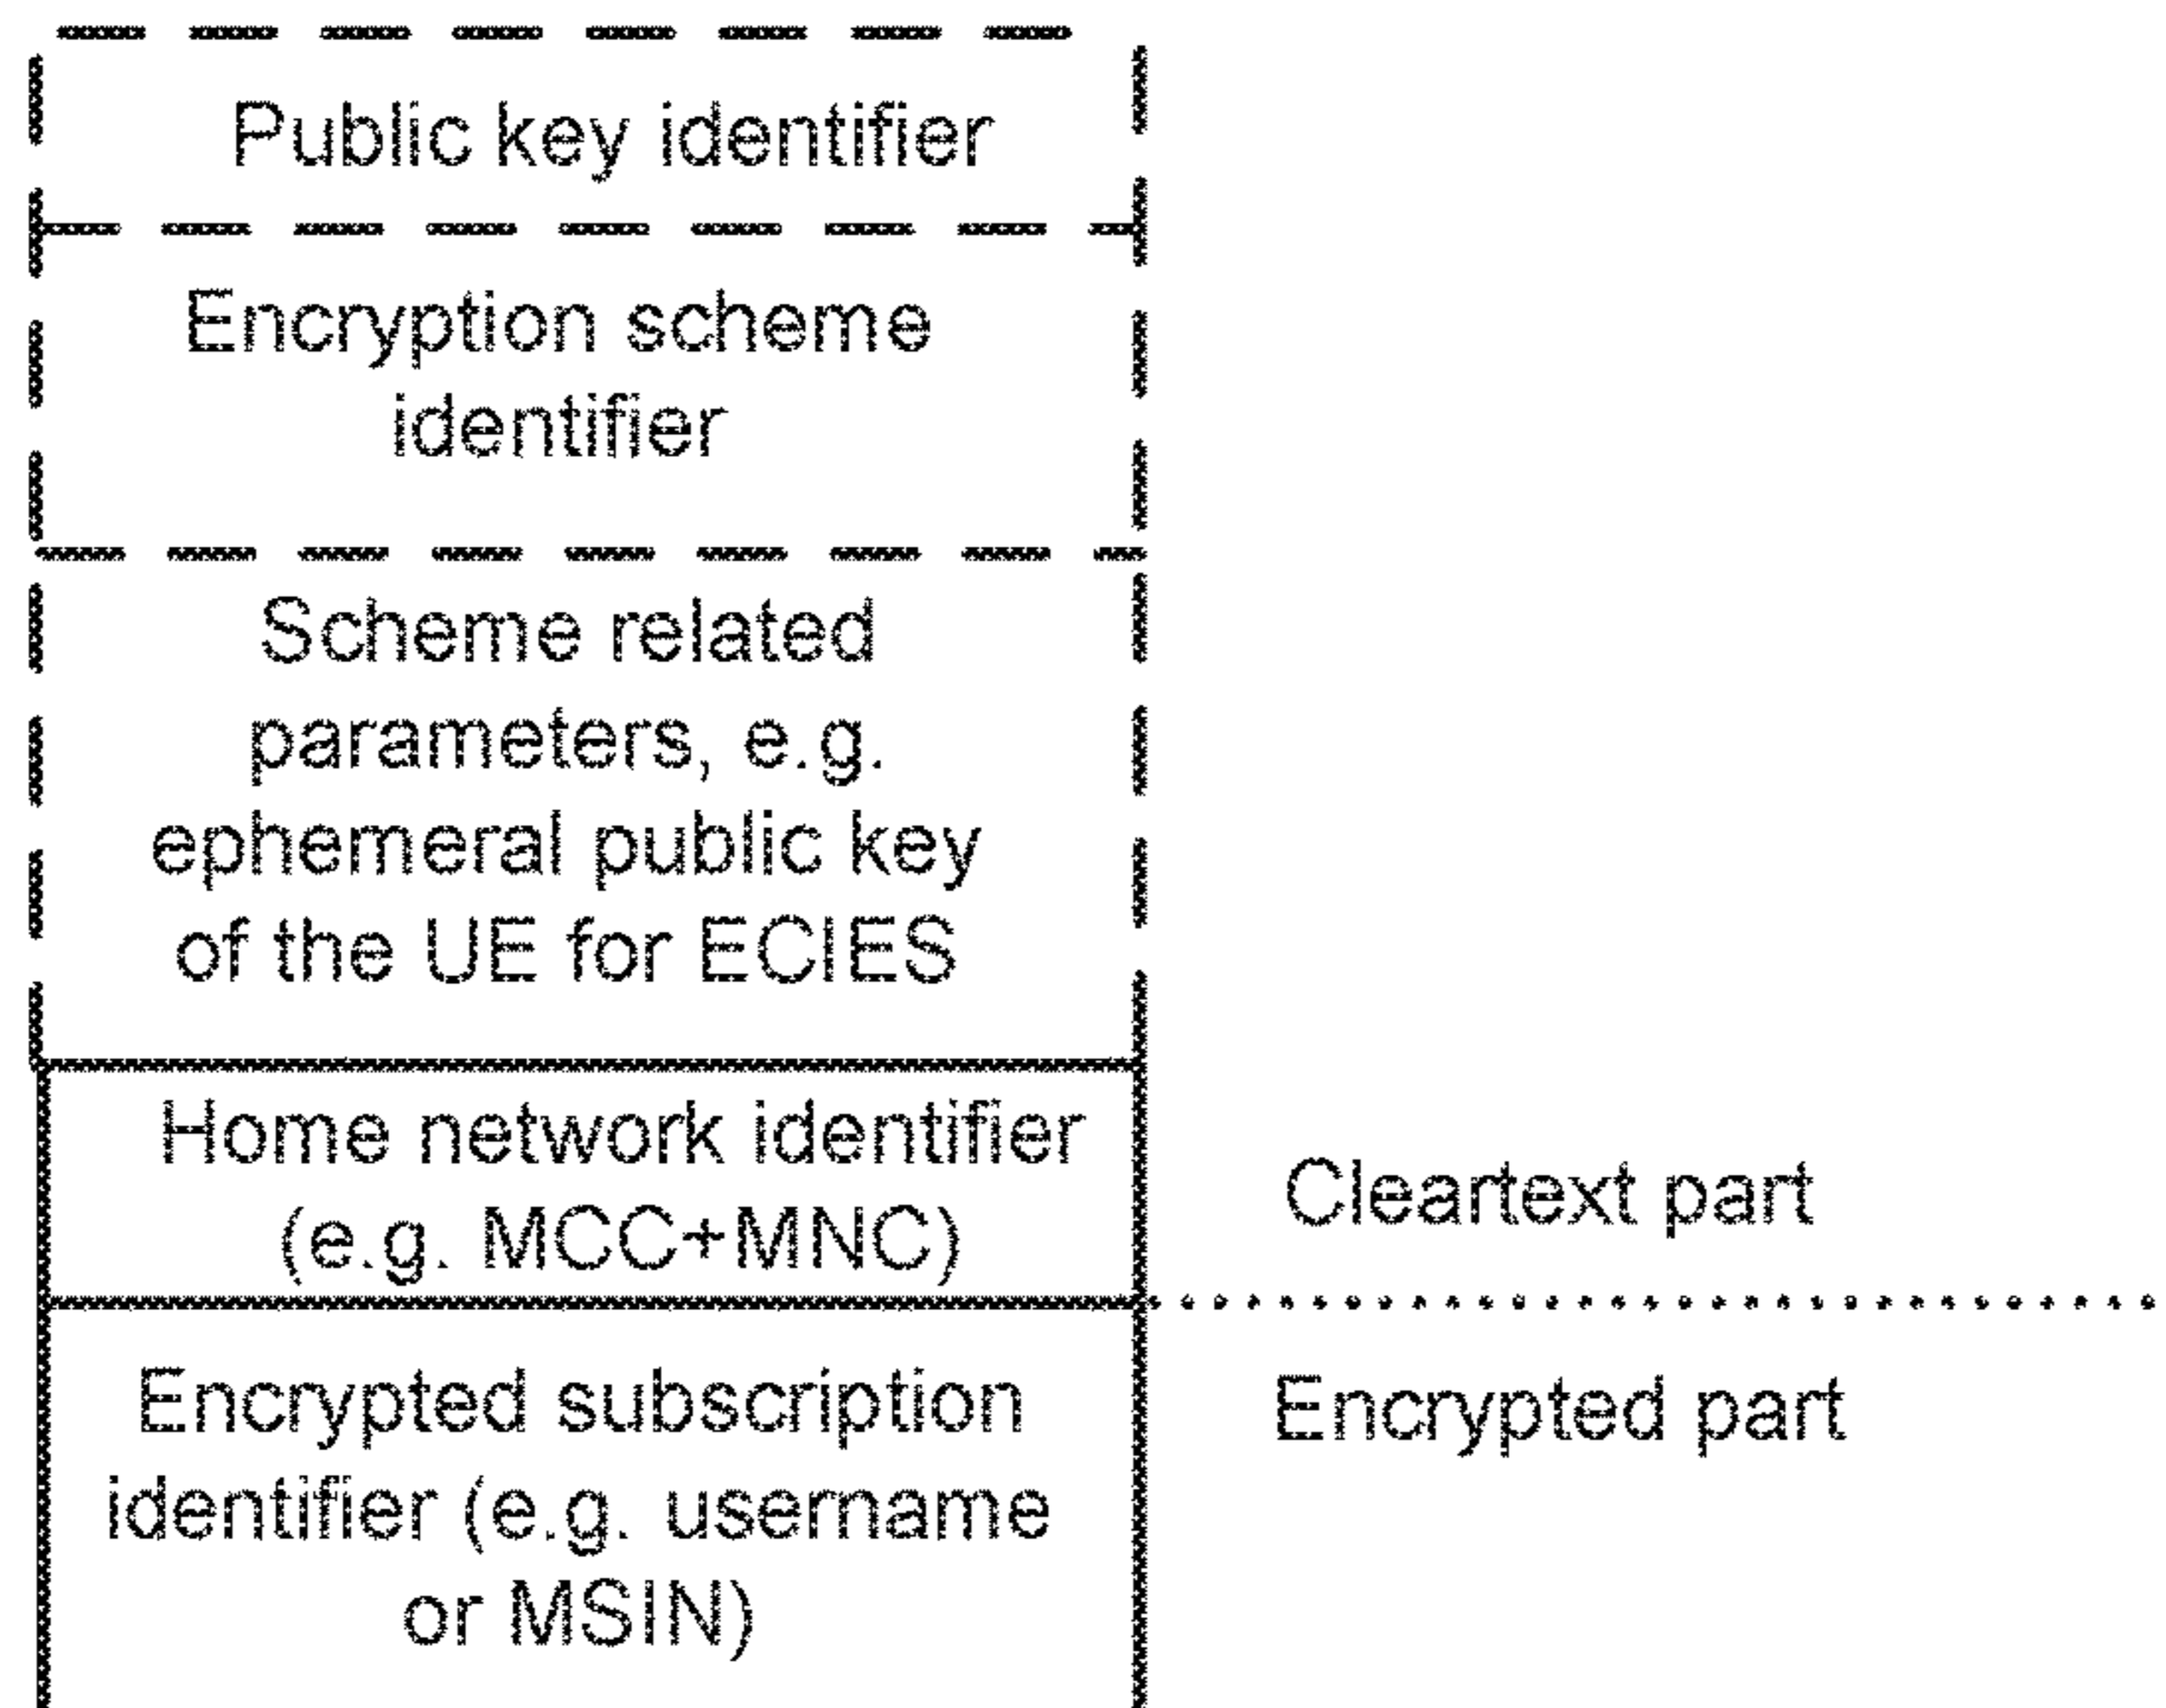 Public key identifier
Encryption scheme
identifier
Scheme related
parameters, e.g.
ephemeral public key
of the UE for ECIES
Home network identifier
(e.g. MCC+MNC)
Cleartext part
Encrypted part
Encrypted subscription
identifier (e.g. username
or MSIN)